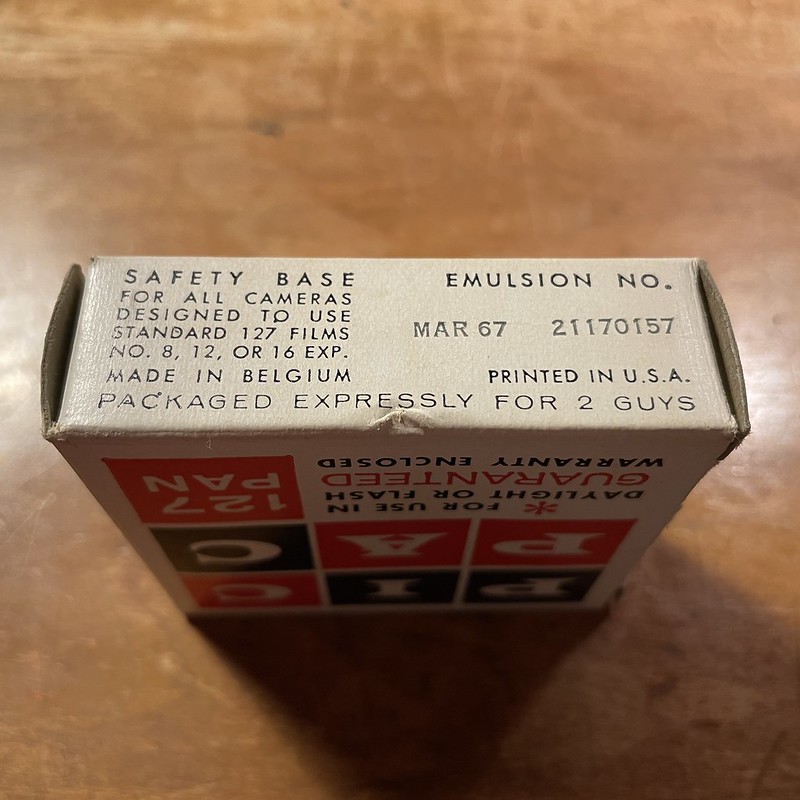 SAFETY BASE
FOR ALL CAMERAS
DESIGNED TO USE
STANDARD 127 FILMS
NO. 8, 12, OR 16 EXP.
MADE IN BELGIUM
EMULSION NO.
MAR 67 21170157
PRINTED IN U.S.A.
PACKAGED EXPRESSLY FOR 2 GUYS
PIC
PAC
* FOR USE IN
DAYLIGHT OR FLASH
GUARANTEED
WARRANTY ENCLOSED
127
PAN